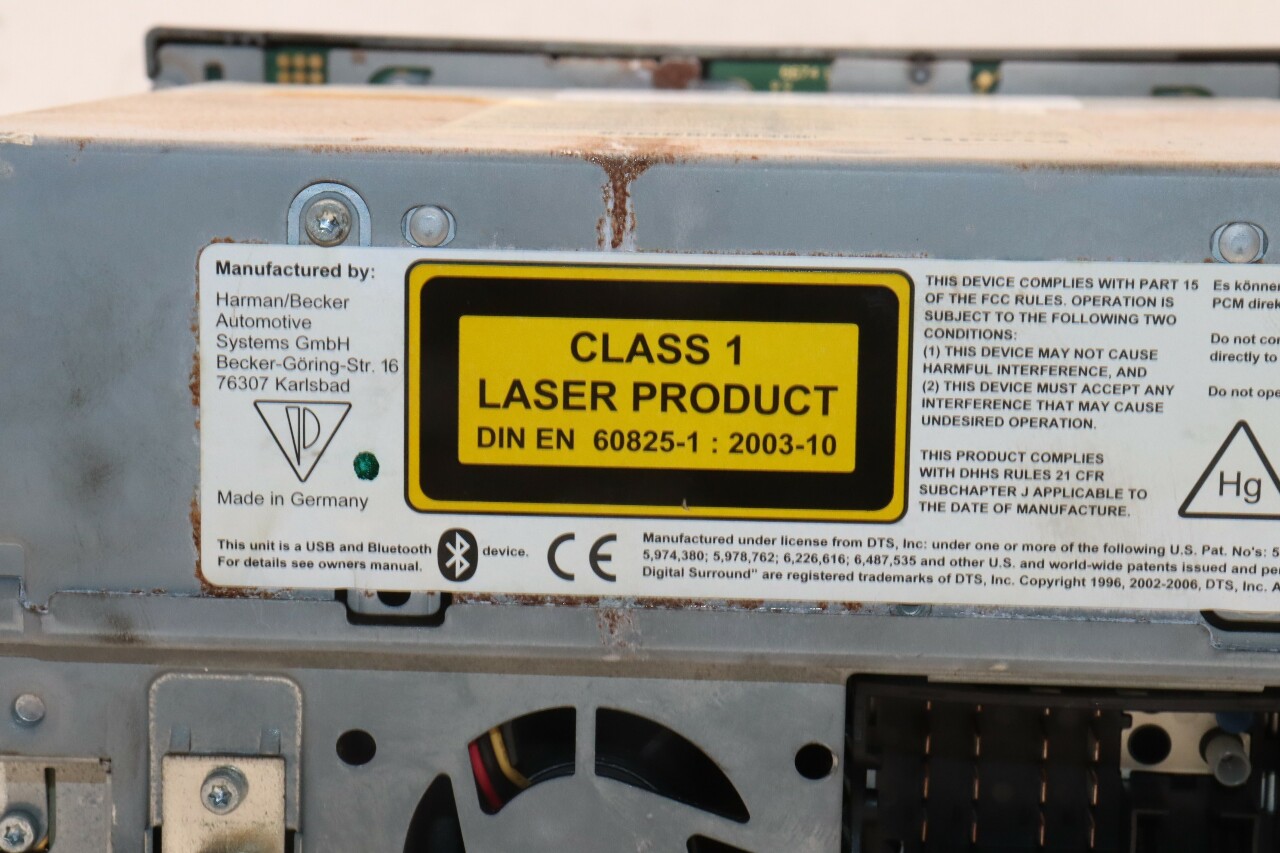 Manufactured by:
Harman/Becker
Automotive
Systems GmbH
Becker-Göring-Str. 16
76307 Karlsbad
Made in Germany
CLASS 1
LASER PRODUCT
DIN EN 60825-1 : 2003-10
THIS DEVICE COMPLIES WITH PART 15
OF THE FCC RULES. OPERATION IS
SUBJECT TO THE FOLLOWING TWO
CONDITIONS:
(1) THIS DEVICE MAY NOT CAUSE
HARMFUL INTERFERENCE, AND
(2) THIS DEVICE MUST ACCEPT ANY
INTERFERENCE THAT MAY CAUSE
UNDESIRED OPERATION.
THIS PRODUCT COMPLIES
WITH DHHS RULES 21 CFR
SUBCHAPTER J APPLICABLE TO
THE DATE OF MANUFACTURE.
Es könne
PCM direk
Do not con
directly to
Do not ope
Hg
This unit is a USB and Bluetooth device.
For details see owners manual.
CE
Manufactured under license from DTS, Inc: under one or more of the following U.S. Pat. No's: 5
5,974,380; 5,978,762; 6,226,616; 6,487,535 and other U.S. and world-wide patents issued and pe
Digital Surround" are registered trademarks of DTS, Inc. Copyright 1996, 2002-2006, DTS, Inc. A